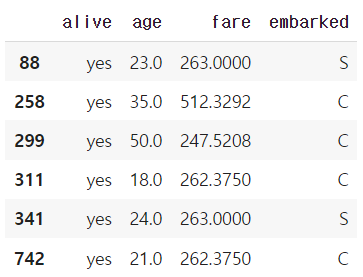 alive age fare embarked
88 yes 23.0 263.0000 S
258 yes 35.0 512.3292 C
299 yes 50.0 247.5208 C
311 yes 18.0 262.3750 C
341 yes 24.0 263.0000 S
742 yes 21.0 262.3750 C